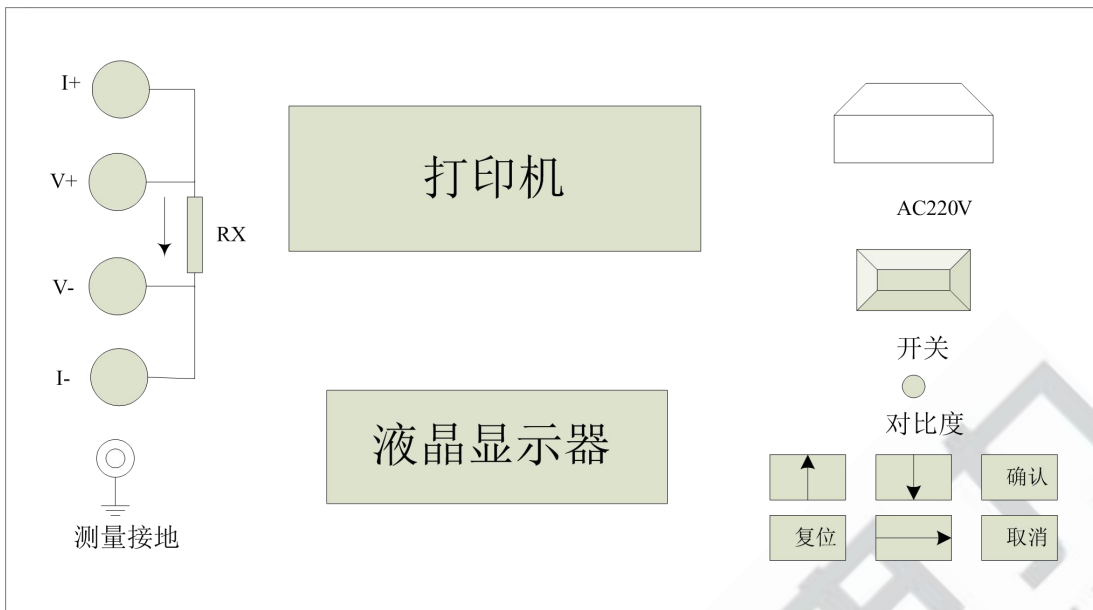 I+
V+
RX
V-
I-
测量接地
打印机
液晶显示器
AC220V
开关
对比度
确认
复位
取消